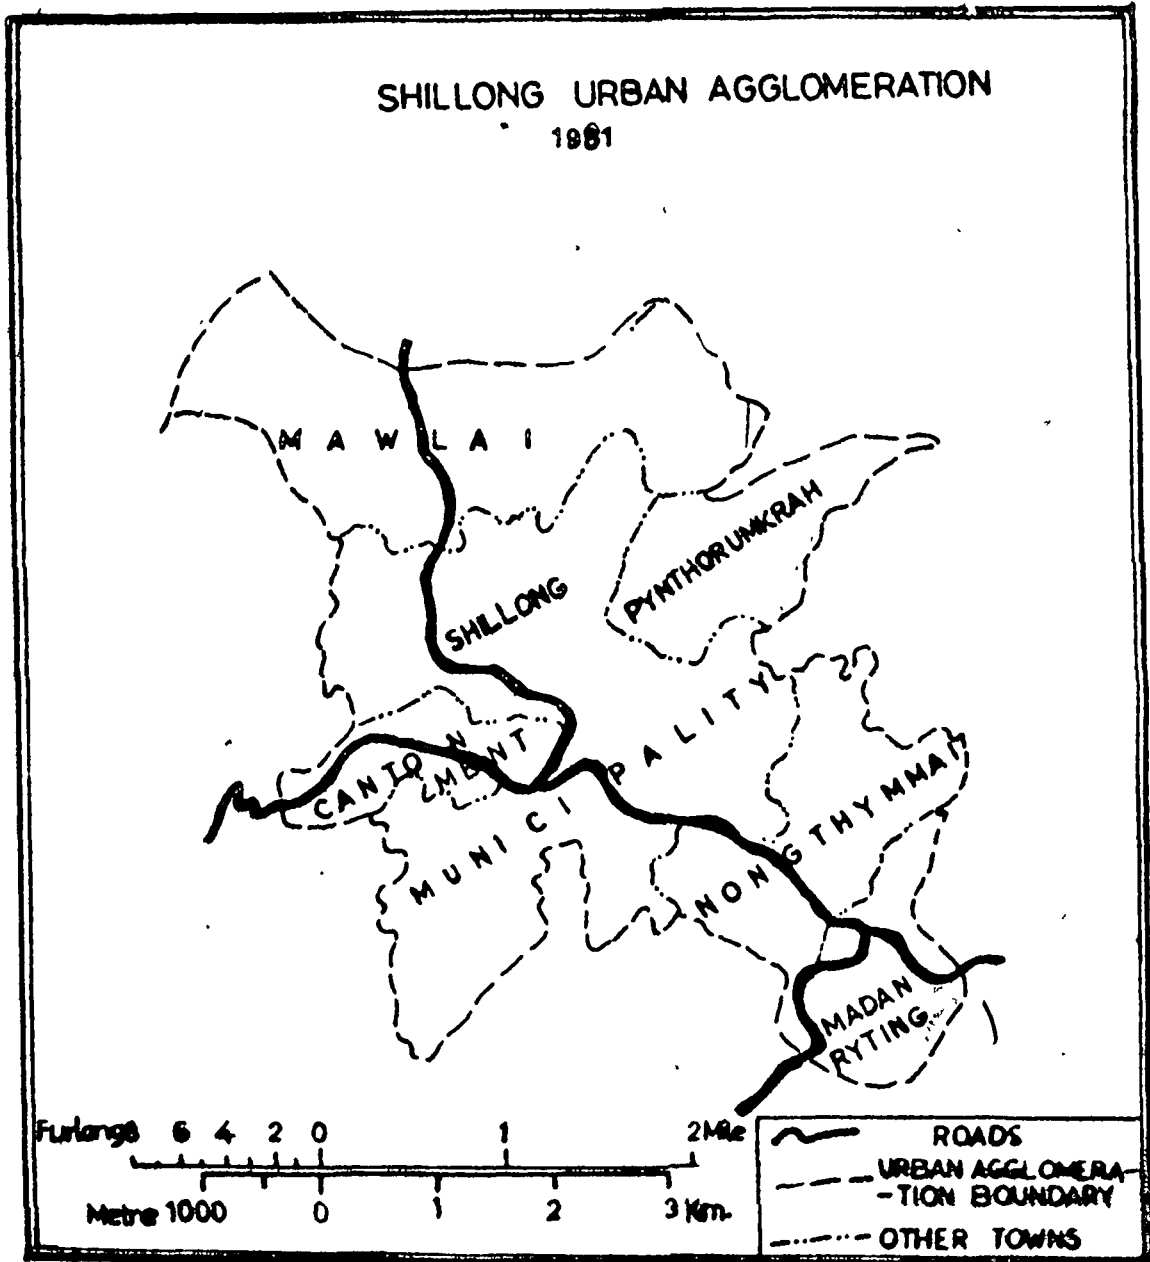 SHILLONG URBAN AGGLOMERATION
1981
MAWLAI
PYNTHORUMKRAH
SHILLONG
MUNICIPALITY
CANTONMENT
NONGTHYMMAI
MADAN
RYTING
Furlong8 6 4 2 0 1 2 Mile
Metre 1000 0 1 2 3 Km.
ROADS
URBAN AGGLOMERA-
-TION BOUNDARY
OTHER TOWNS